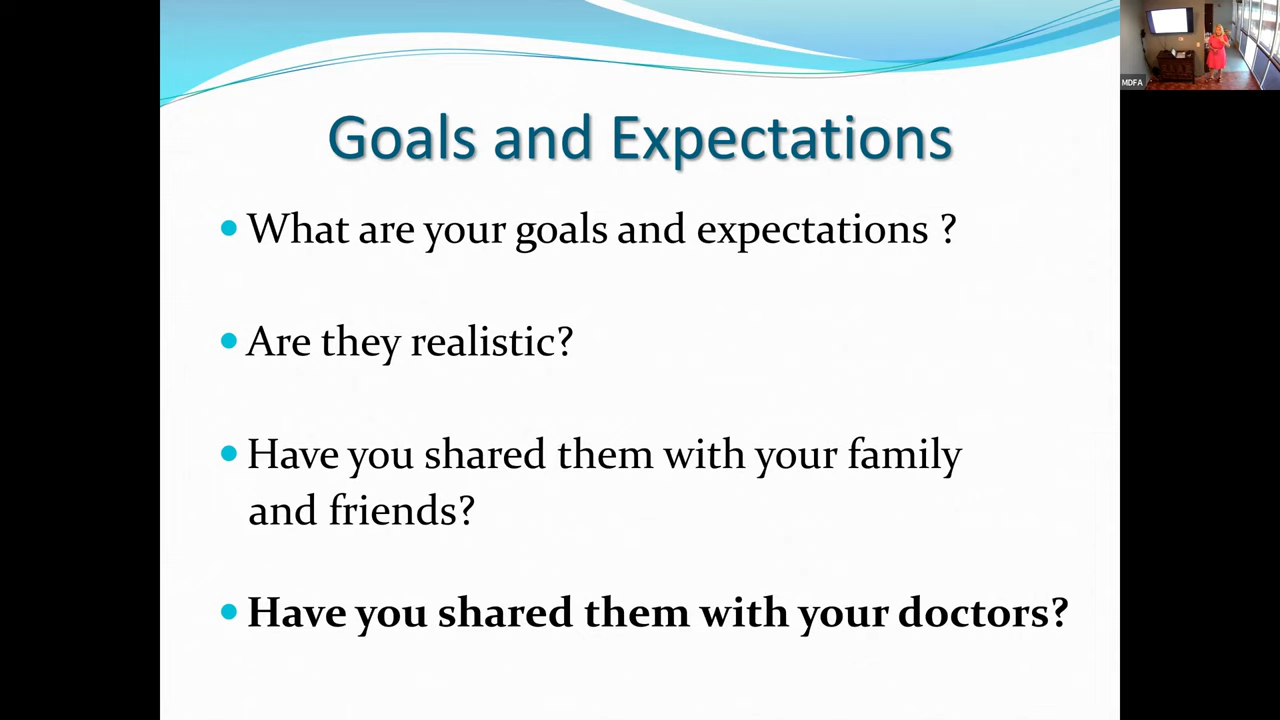 MDFA
Goals and Expectations
• What are your goals and expectations ?
• Are they realistic?
• Have you shared them with your family
and friends?
• Have you shared them with your doctors?